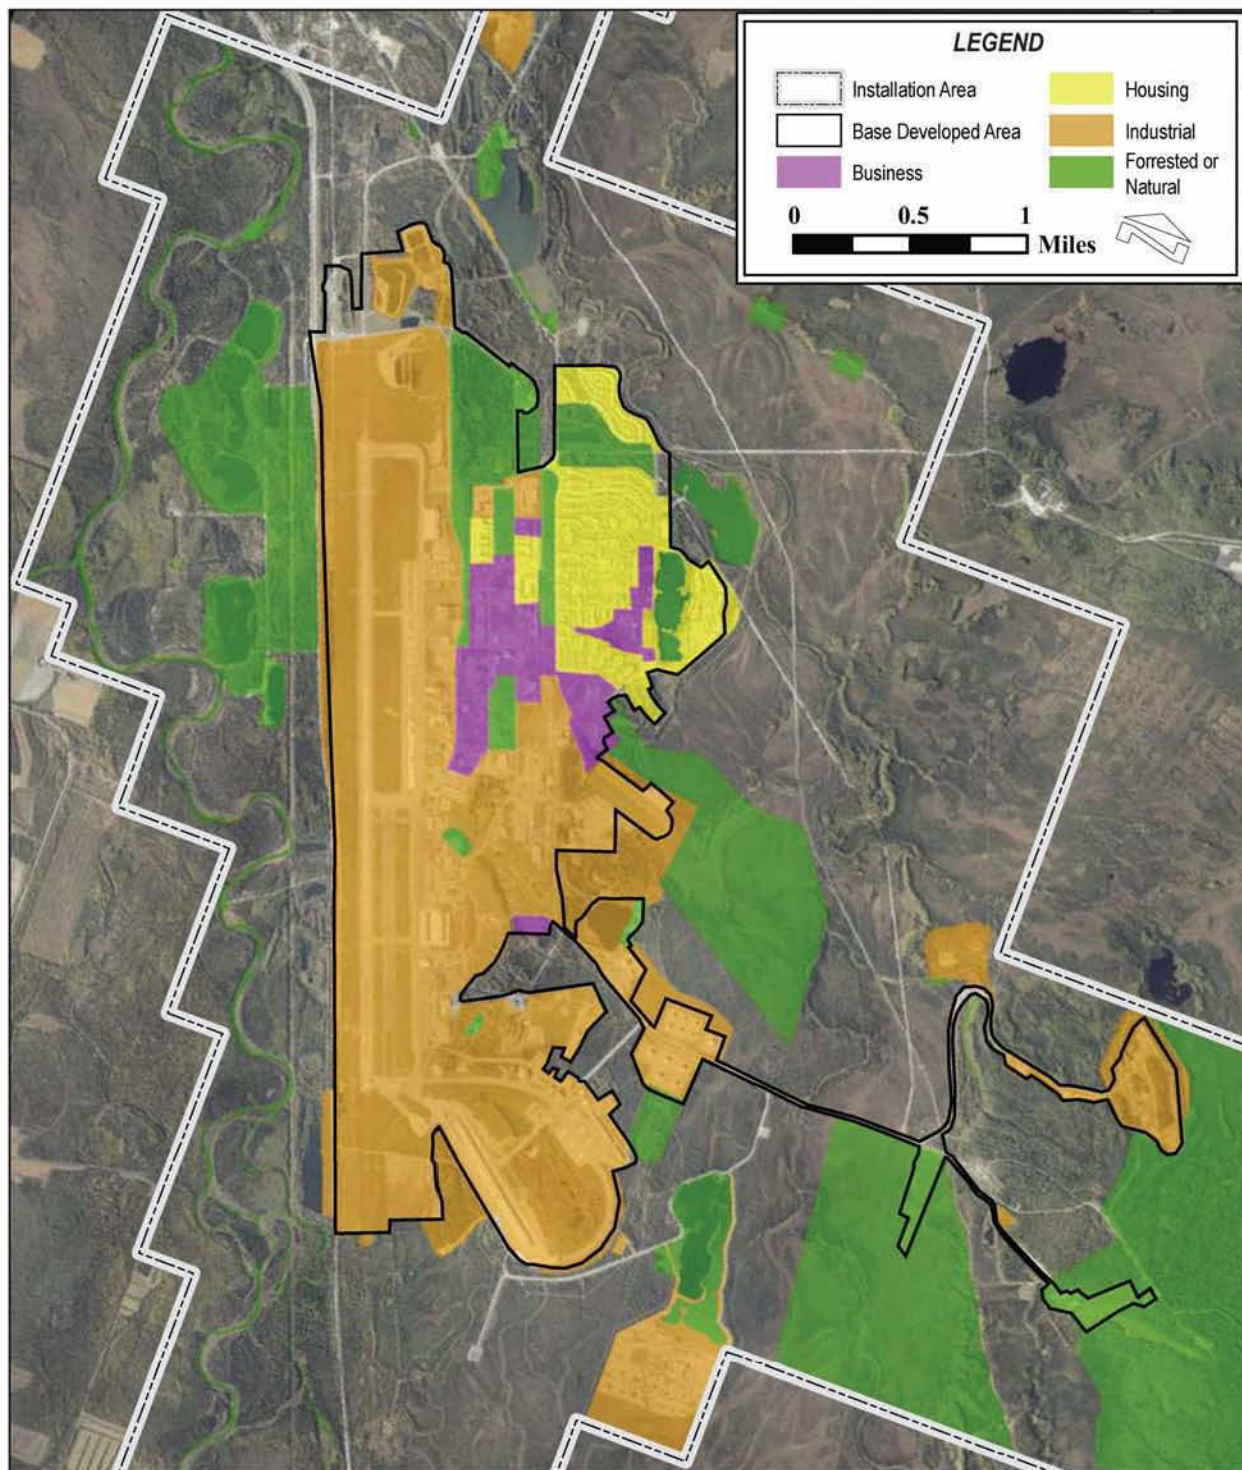 LEGEND
Installation Area
Housing
Base Developed Area
Industrial
Business
Forrested or
Natural
0 0.5 1
Miles